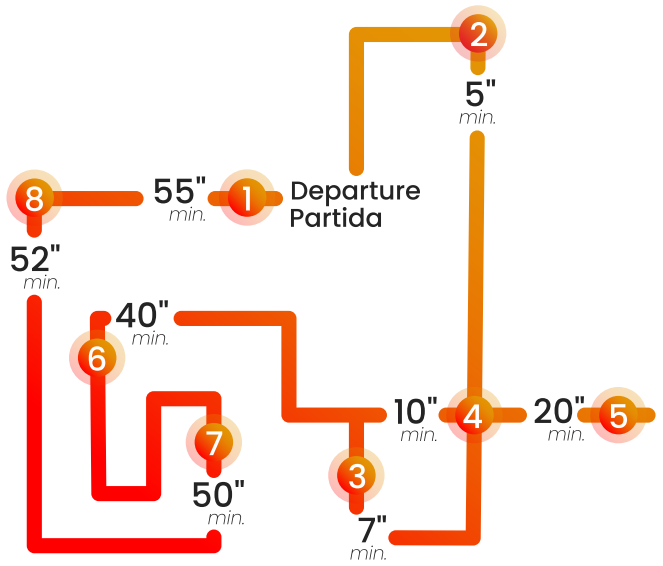 2
5"
min.
8
55"
min.
1
Departure
Partida
52"
min.
40"
min.
6
10"
min.
4
20"
min.
5
7
3
50"
min.
7"
min.